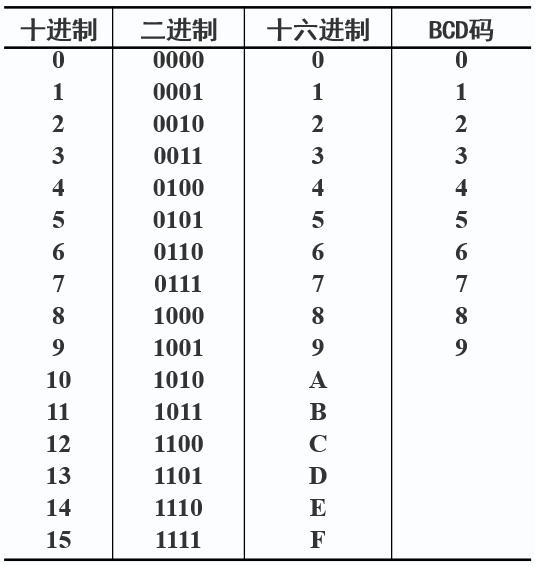 十进制 二进制 十六进制 BCD码
0 0000 0 0
1 0001 1 1
2 0010 2 2
3 0011 3 3
4 0100 4 4
5 0101 5 5
6 0110 6 6
7 0111 7 7
8 1000 8 8
9 1001 9 9
10 1010 A
11 1011 B
12 1100 C
13 1101 D
14 1110 E
15 1111 F